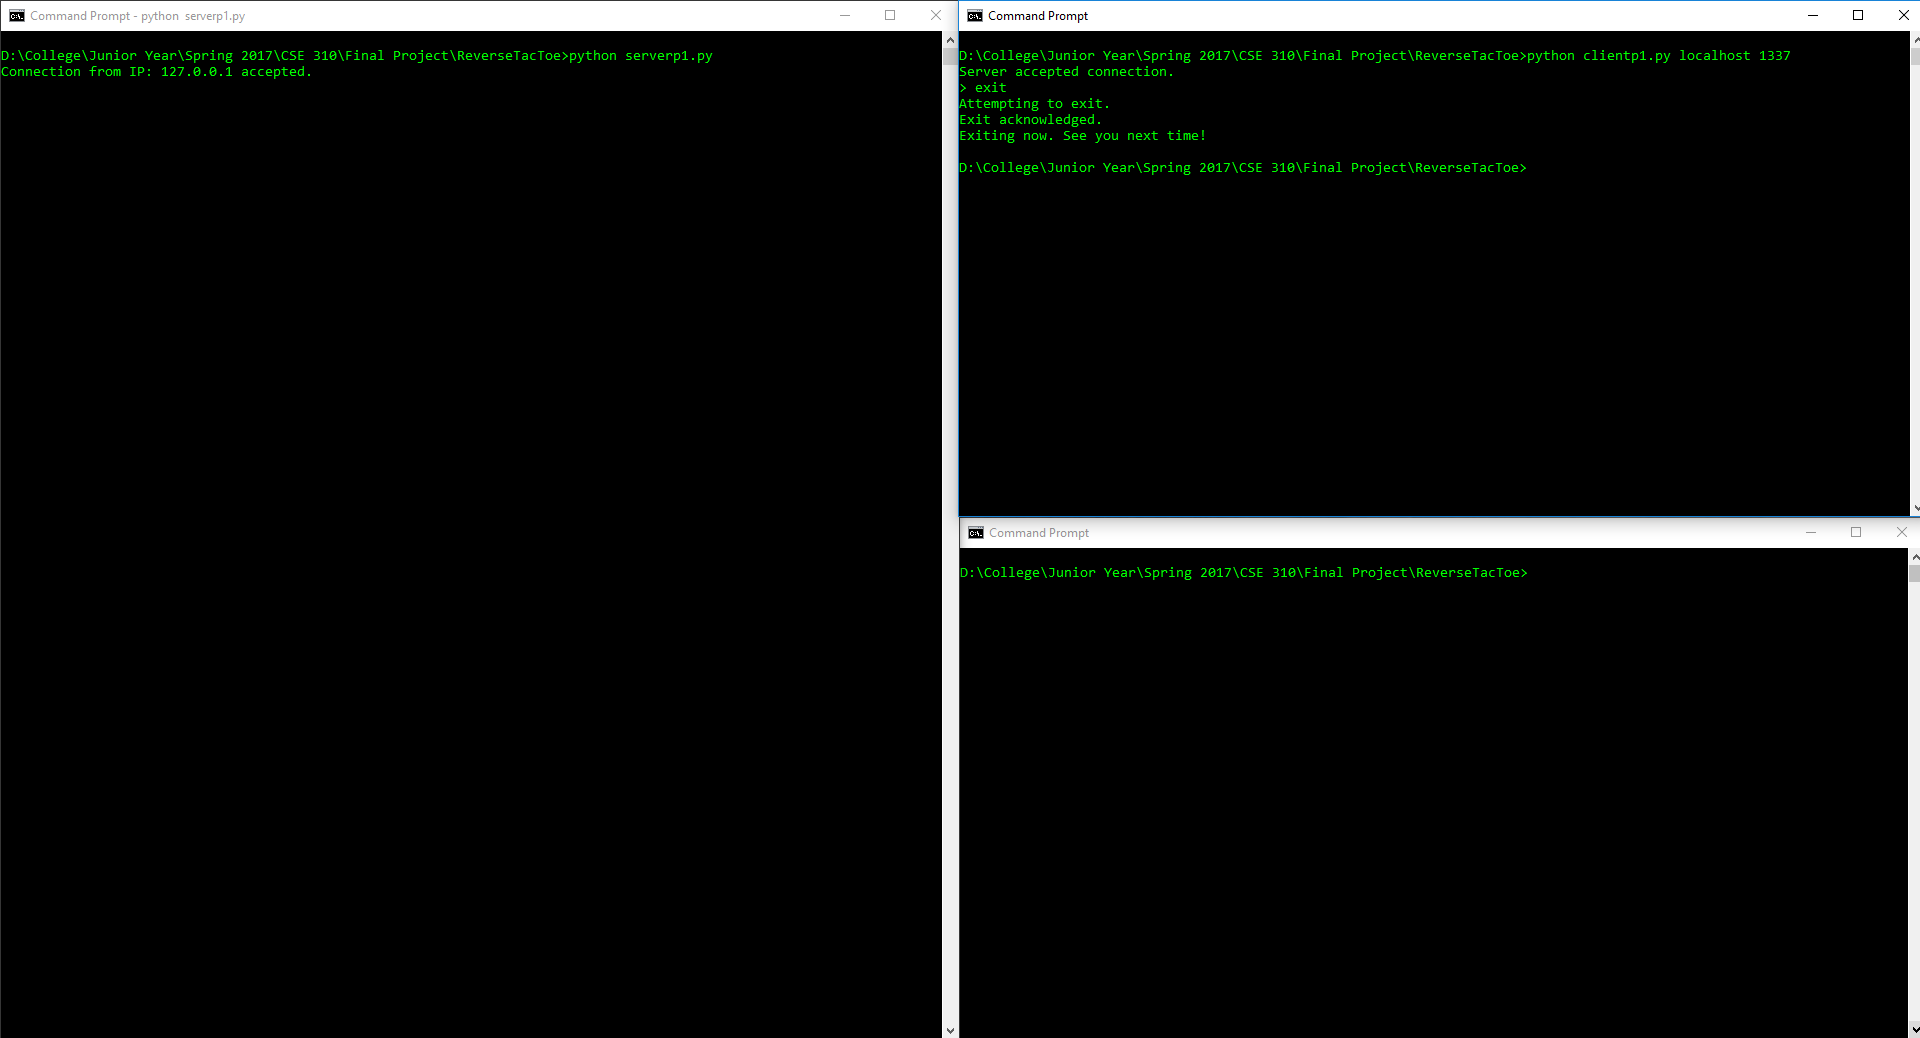 Command Prompt - python  serverp1.py
D:\College\Junior Year\Spring 2017\CSE 310\Final Project\ReverseTacToe>python serverp1.py
Connection from IP: 127.0.0.1 accepted.
Command Prompt
D:\College\Junior Year\Spring 2017\CSE 310\Final Project\ReverseTacToe>python clientp1.py localhost 1337
Server accepted connection.
> exit
Attempting to exit.
Exit acknowledged.
Exiting now. See you next time!
D:\College\Junior Year\Spring 2017\CSE 310\Final Project\ReverseTacToe>
Command Prompt
D:\College\Junior Year\Spring 2017\CSE 310\Final Project\ReverseTacToe>